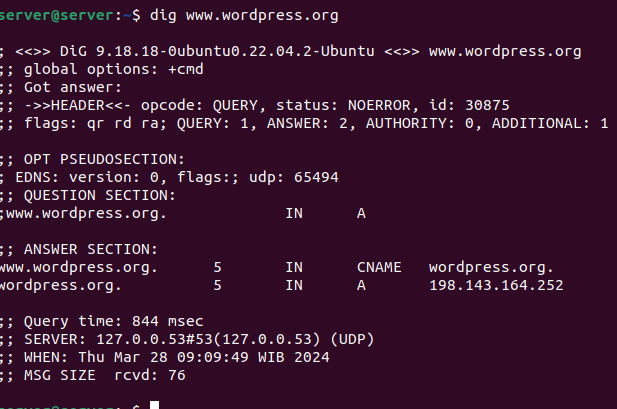 server@server:~$ dig www.wordpress.org
; <<>> DiG 9.18.18-0ubuntu0.22.04.2-Ubuntu <<>> www.wordpress.org
;; global options: +cmd
;; Got answer:
;; ->>HEADER<<- opcode: QUERY, status: NOERROR, id: 30875
;; flags: qr rd ra; QUERY: 1, ANSWER: 2, AUTHORITY: 0, ADDITIONAL: 1
;; OPT PSEUDOSECTION:
; EDNS: version: 0, flags:; udp: 65494
;; QUESTION SECTION:
;www.wordpress.org. IN A
;; ANSWER SECTION:
www.wordpress.org. 5 IN CNAME wordpress.org.
wordpress.org. 5 IN A 198.143.164.252
;; Query time: 844 msec
;; SERVER: 127.0.0.53#53(127.0.0.53) (UDP)
;; WHEN: Thu Mar 28 09:09:49 WIB 2024
;; MSG SIZE rcvd: 76
server@server:~$